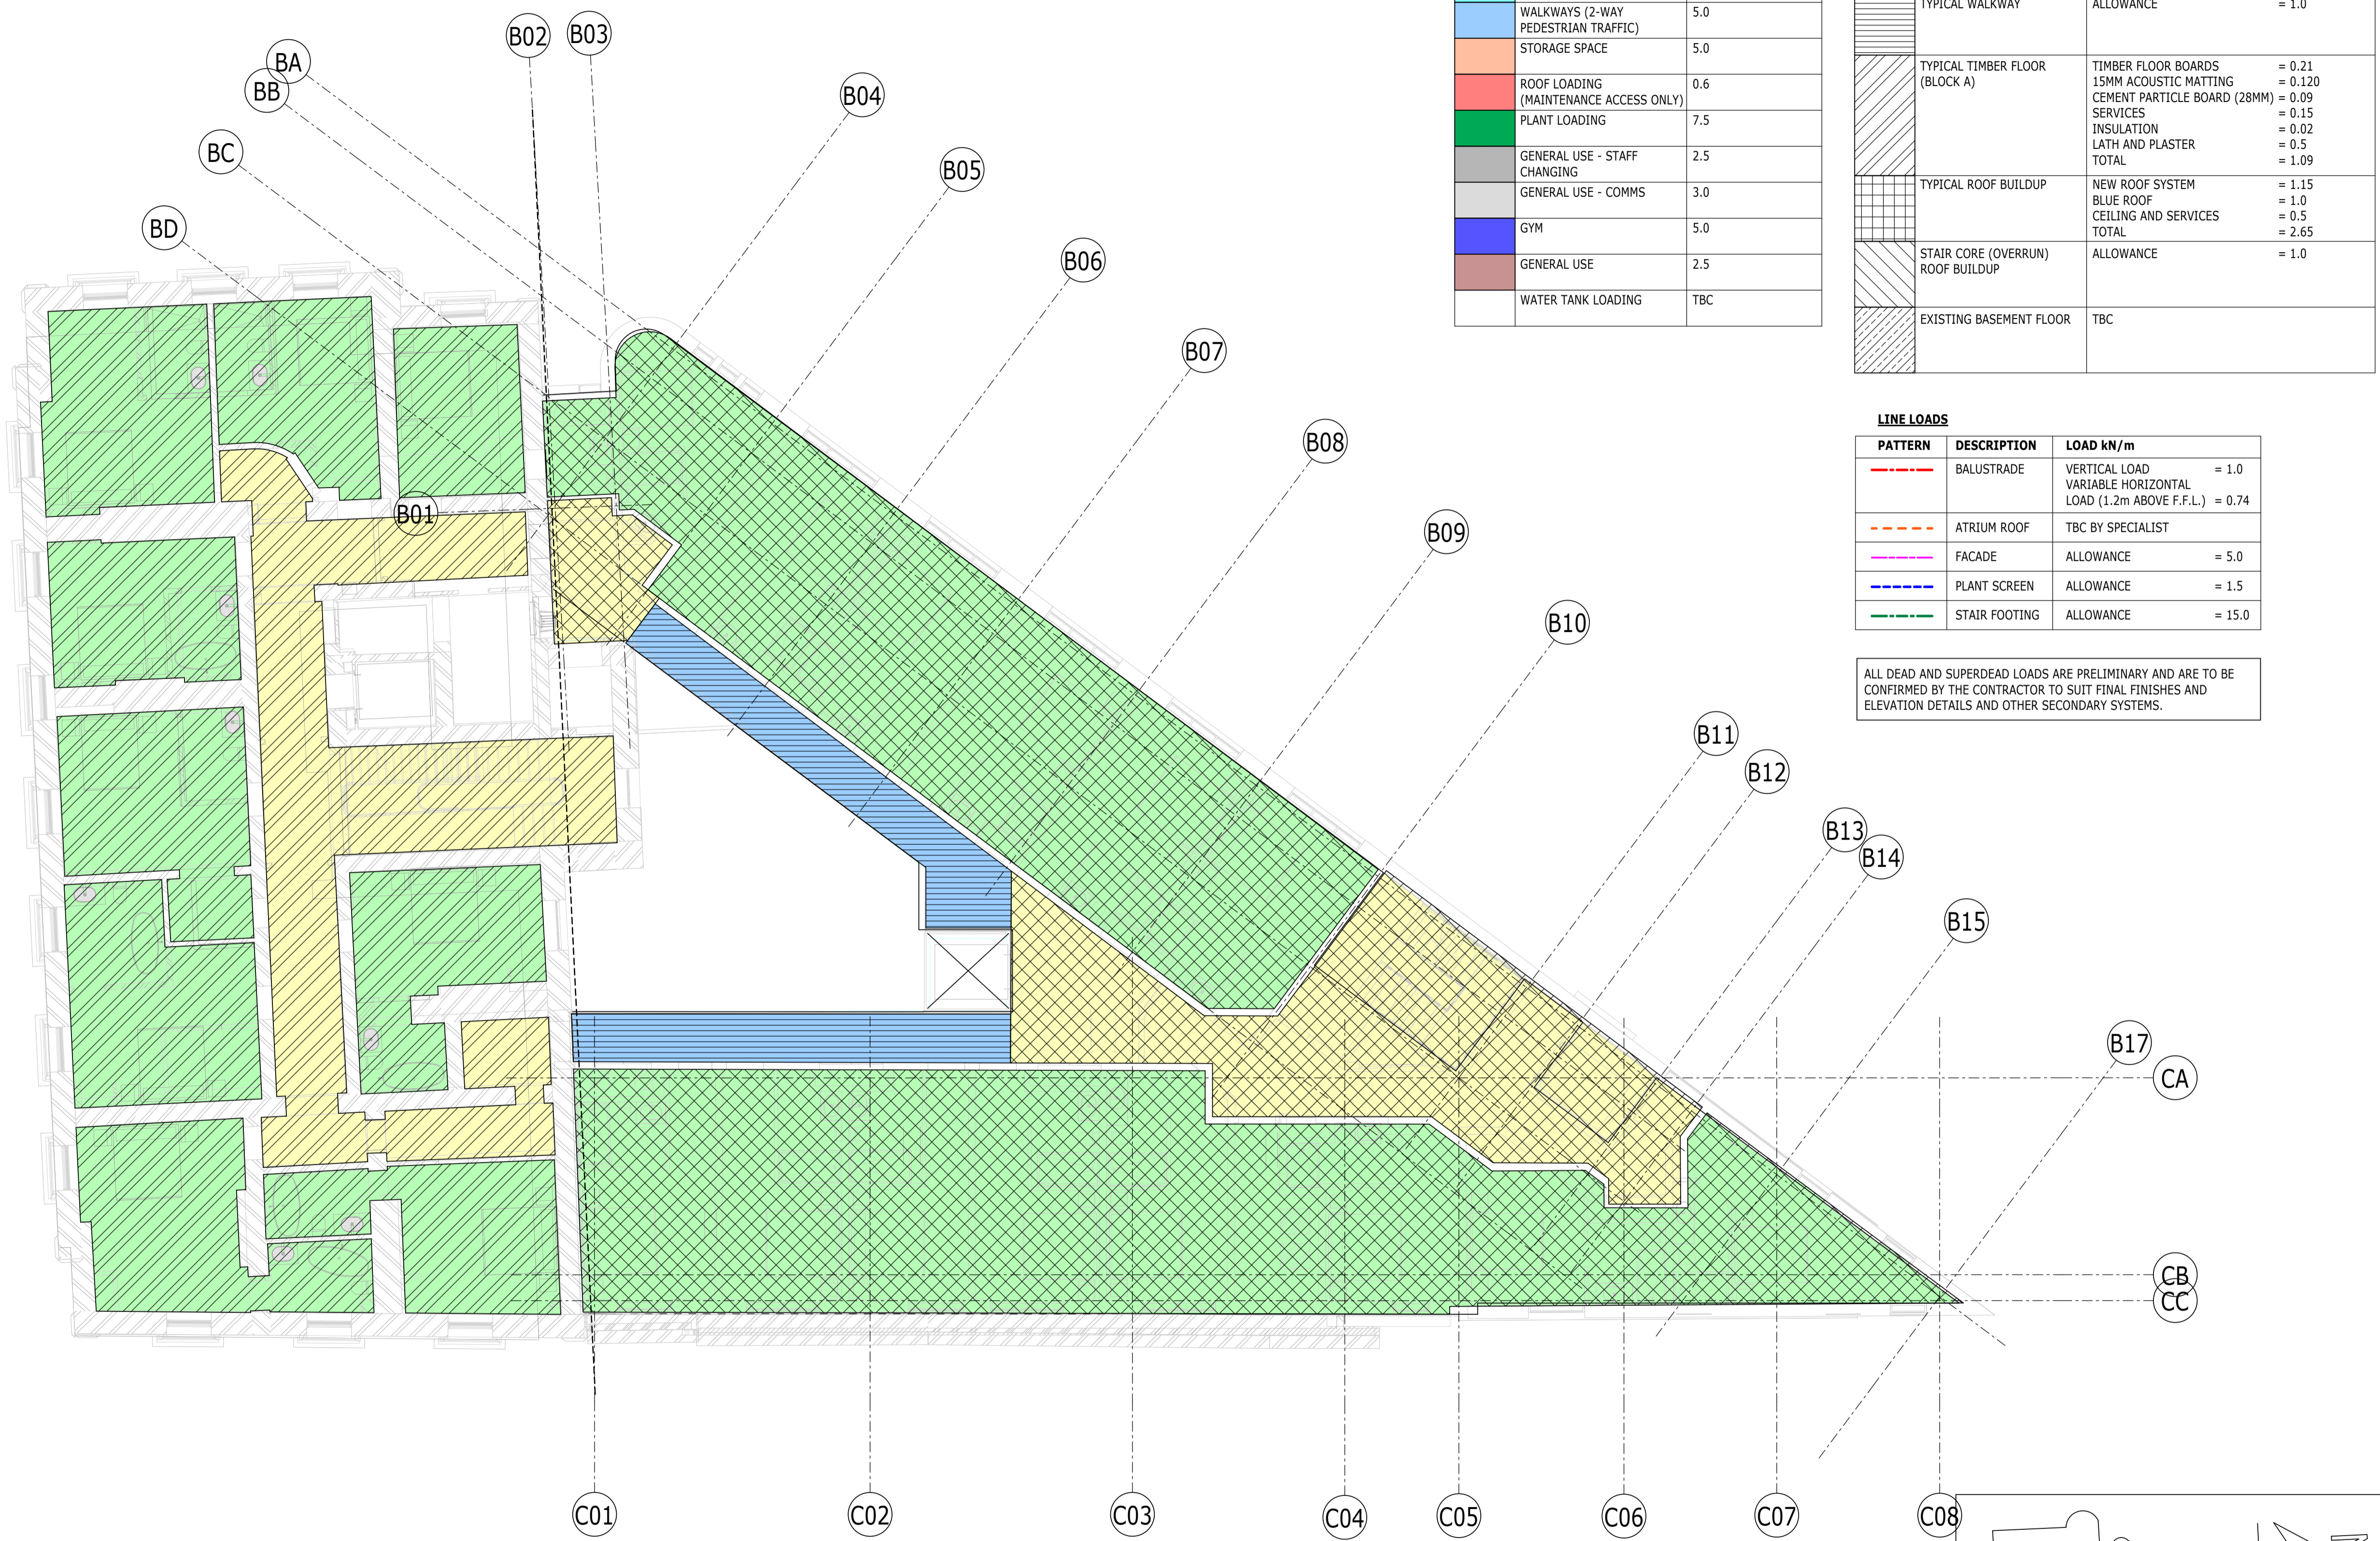 WALKWAYS (2-WAY PEDESTRIAN TRAFFIC) 5.0
STORAGE SPACE 5.0
ROOF LOADING (MAINTENANCE ACCESS ONLY) 0.6
PLANT LOADING 7.5
GENERAL USE - STAFF CHANGING 2.5
GENERAL USE - COMMS 3.0
GYM 5.0
GENERAL USE 2.5
WATER TANK LOADING TBC
TYPICAL WALKWAY ALLOWANCE = 1.0
TYPICAL TIMBER FLOOR (BLOCK A)
TIMBER FLOOR BOARDS = 0.21
15MM ACOUSTIC MATTING = 0.120
CEMENT PARTICLE BOARD (28MM) = 0.09
SERVICES = 0.15
INSULATION = 0.02
LATH AND PLASTER = 0.5
TOTAL = 1.09
TYPICAL ROOF BUILDUP
NEW ROOF SYSTEM = 1.15
BLUE ROOF = 1.0
CEILING AND SERVICES = 0.5
TOTAL = 2.65
STAIR CORE (OVERRUN) ROOF BUILDUP
ALLOWANCE = 1.0
EXISTING BASEMENT FLOOR TBC
LINE LOADS
PATTERN DESCRIPTION LOAD kN/m
BALUSTRADE
VERTICAL LOAD = 1.0
VARIABLE HORIZONTAL
LOAD (1.2m ABOVE F.F.L.) = 0.74
ATRIUM ROOF TBC BY SPECIALIST
FACADE ALLOWANCE = 5.0
PLANT SCREEN ALLOWANCE = 1.5
STAIR FOOTING ALLOWANCE = 15.0
ALL DEAD AND SUPERDEAD LOADS ARE PRELIMINARY AND ARE TO BE
CONFIRMED BY THE CONTRACTOR TO SUIT FINAL FINISHES AND
ELEVATION DETAILS AND OTHER SECONDARY SYSTEMS.
BA
BB
BC
BD
B01
B02
B03
B04
B05
B06
B07
B08
B09
B10
B11
B12
B13
B14
B15
B17
CA
CB
CC
C01
C02
C03
C04
C05
C06
C07
C08